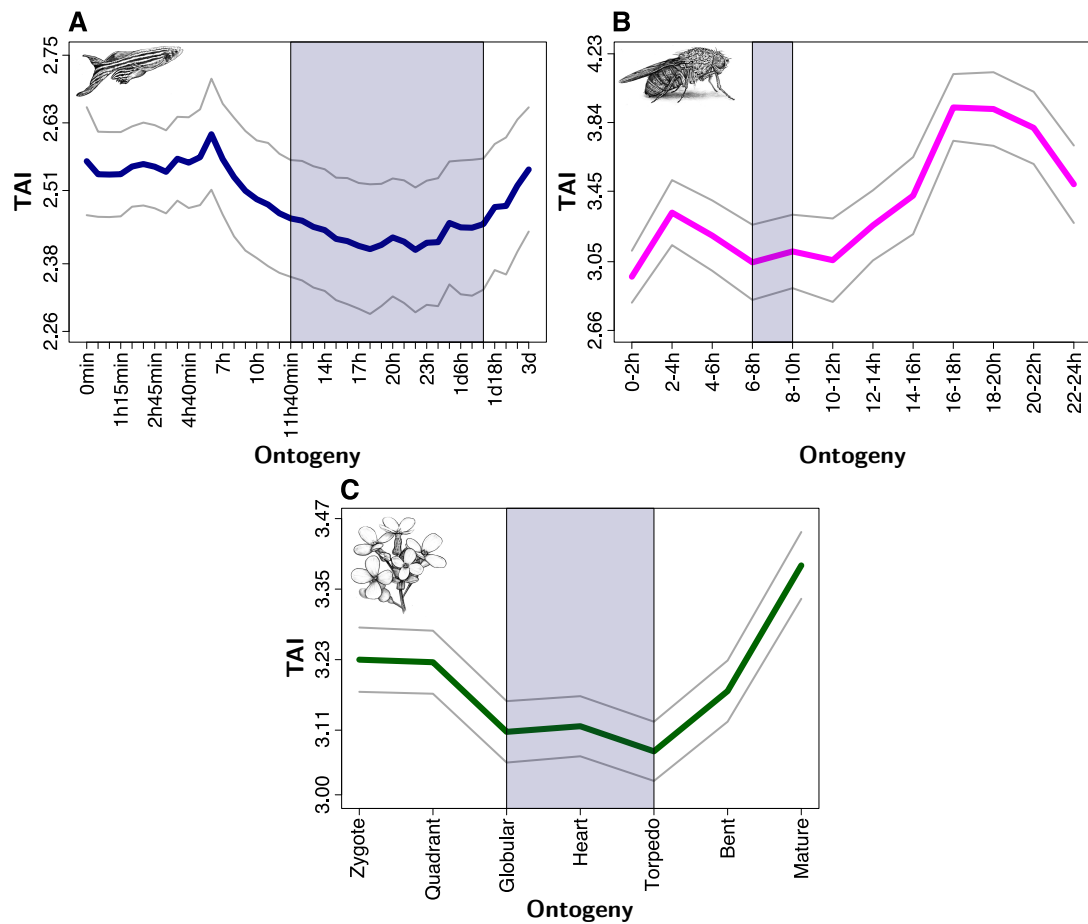 A
TAI
2.75
2.63
2.51
2.38
2.26
0min
1h15min
2h45min
4h40min
7h
10h
11h40min
14h
17h
20h
23h
1d6h
1d18h
3d
Ontogeny
B
TAI
4.23
3.84
3.45
3.05
2.66
0-2h
2-4h
4-6h
6-8h
8-10h
10-12h
12-14h
14-16h
16-18h
18-20h
20-22h
22-24h
Ontogeny
C
TAI
3.47
3.35
3.23
3.11
3.00
Zygote
Quadrant
Globular
Heart
Torpedo
Bent
Mature
Ontogeny